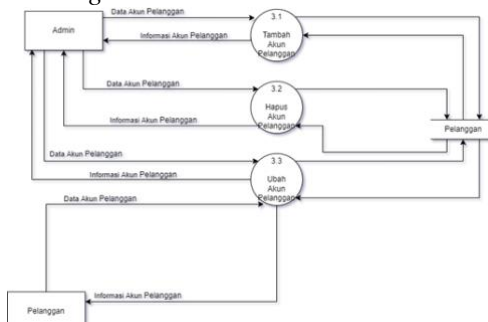 Data Akun Pelanggan
3.1
Admin
Tambah
Akun
Pelanggan
Informasi Akun Pelanggan
Data Akun Pelanggan
3.2
Hapus
Akun
Pelanggan
Informasi Akun Pelanggan
Pelanggan
Data Akun Pelanggan
3.3
Ubah
Akun
Pelanggan
Informasi Akun Pelanggan
Data Akun Pelanggan
Informasi Akun Pelanggan
Pelanggan